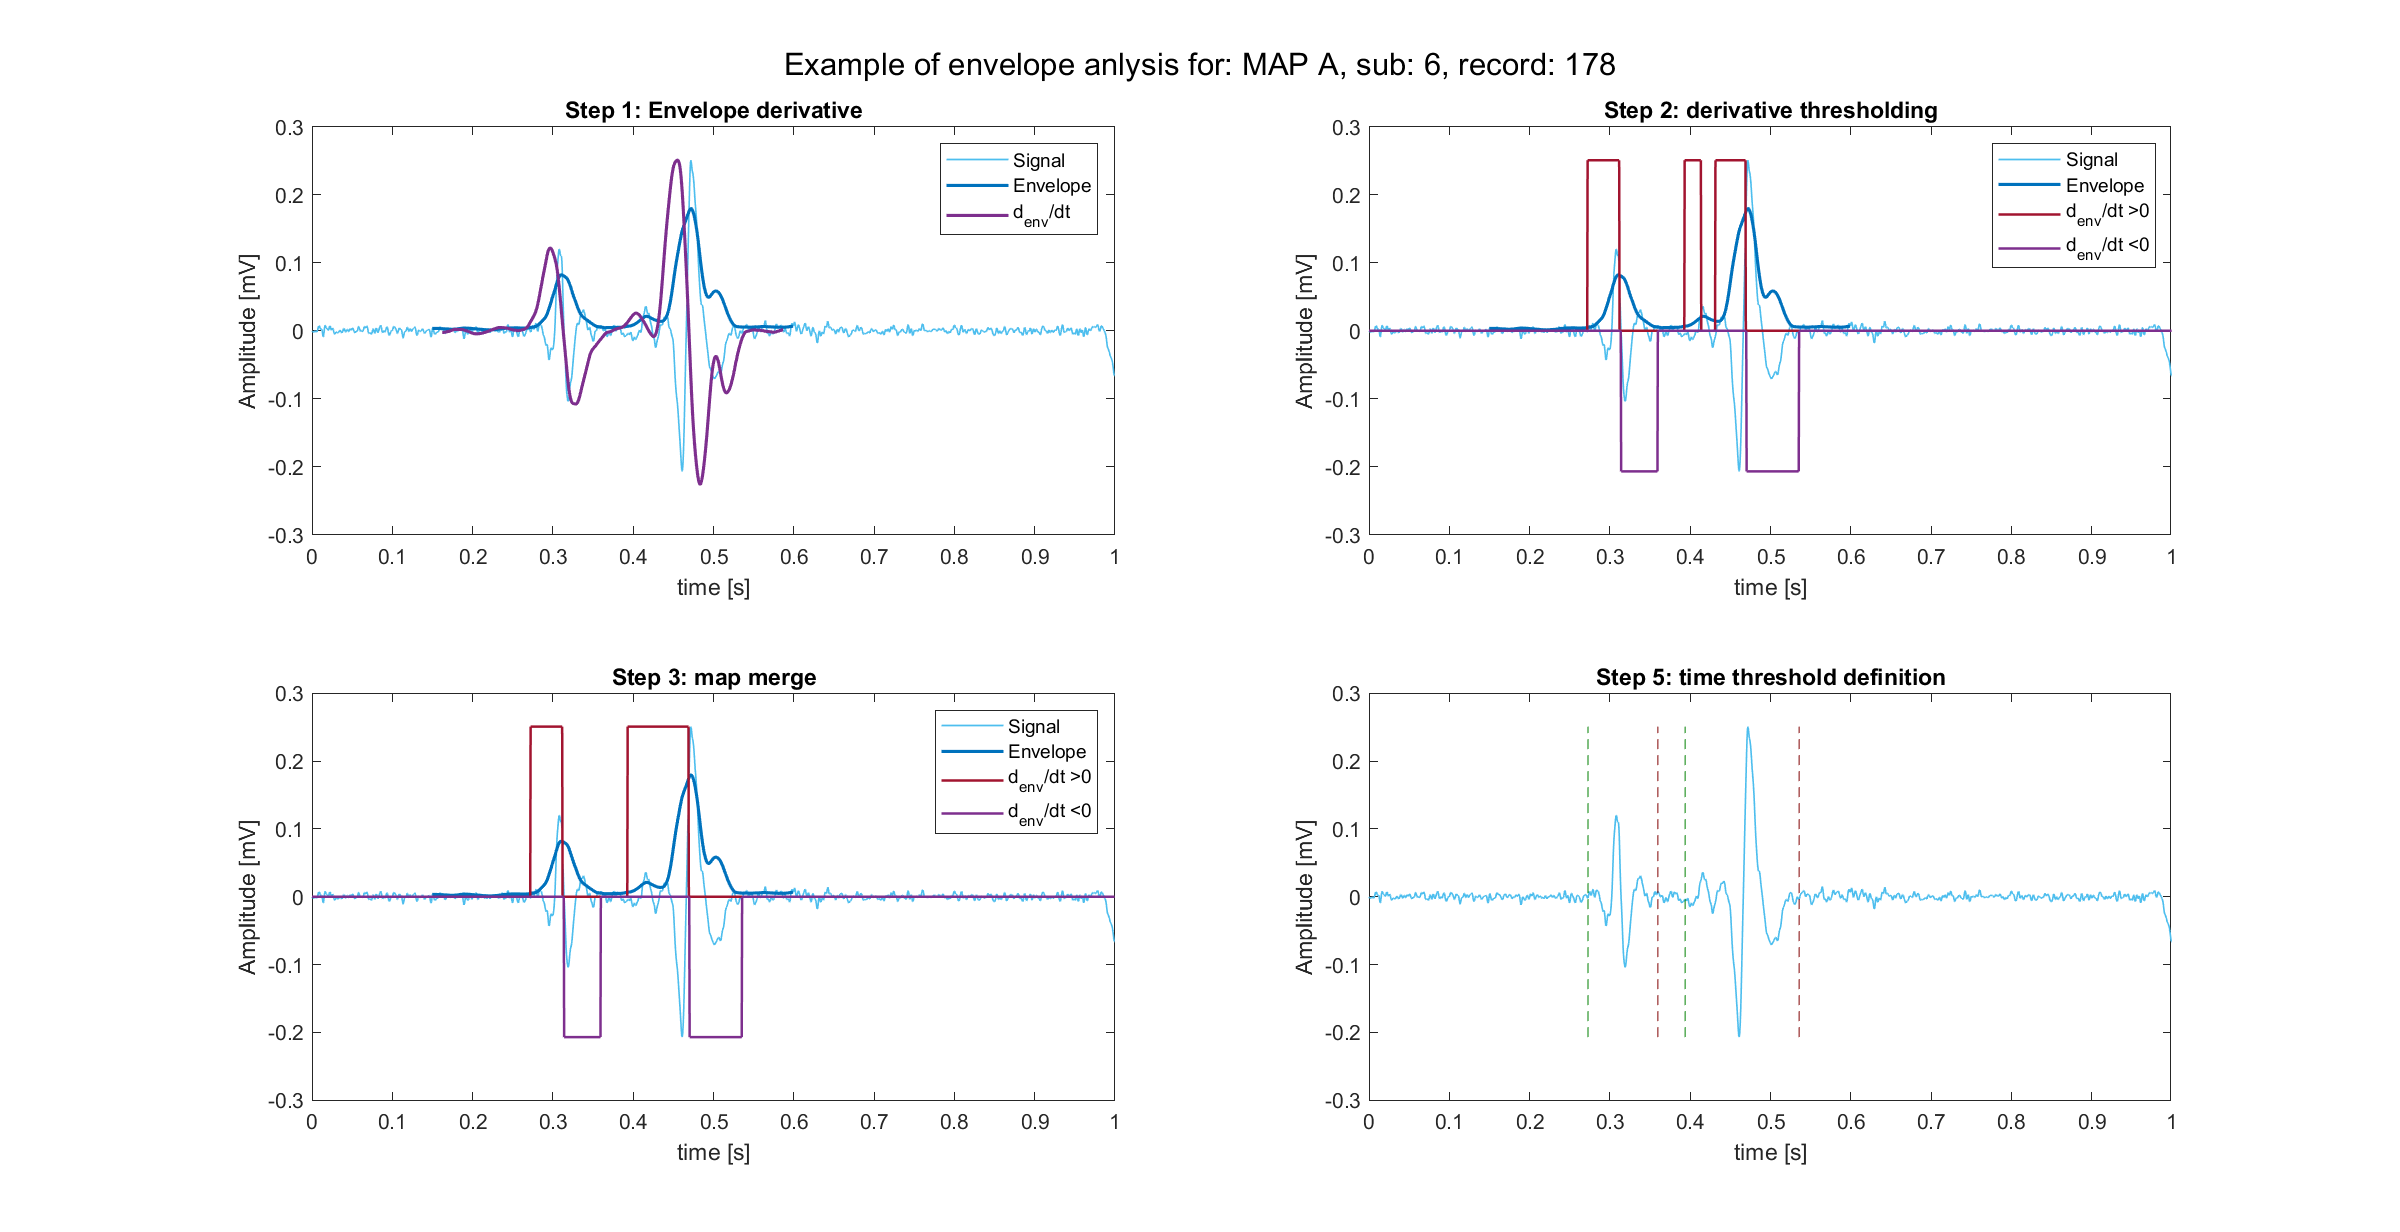 Example of envelope anlysis for: MAP A, sub: 6, record: 178
Step 1: Envelope derivative
0.3
0.2
0.1
0
-0.1
-0.2
-0.3
Amplitude [mV]
0 0.1 0.2 0.3 0.4 0.5 0.6 0.7 0.8 0.9 1
time [s]
Signal
Envelope
denv/dt
Step 2: derivative thresholding
0.3
0.2
0.1
0
-0.1
-0.2
-0.3
Amplitude [mV]
0 0.1 0.2 0.3 0.4 0.5 0.6 0.7 0.8 0.9 1
time [s]
Signal
Envelope
denv/dt >0
denv/dt <0
Step 3: map merge
0.3
0.2
0.1
0
-0.1
-0.2
-0.3
Amplitude [mV]
0 0.1 0.2 0.3 0.4 0.5 0.6 0.7 0.8 0.9 1
time [s]
Signal
Envelope
denv/dt >0
denv/dt <0
Step 5: time threshold definition
0.3
0.2
0.1
0
-0.1
-0.2
-0.3
Amplitude [mV]
0 0.1 0.2 0.3 0.4 0.5 0.6 0.7 0.8 0.9 1
time [s]